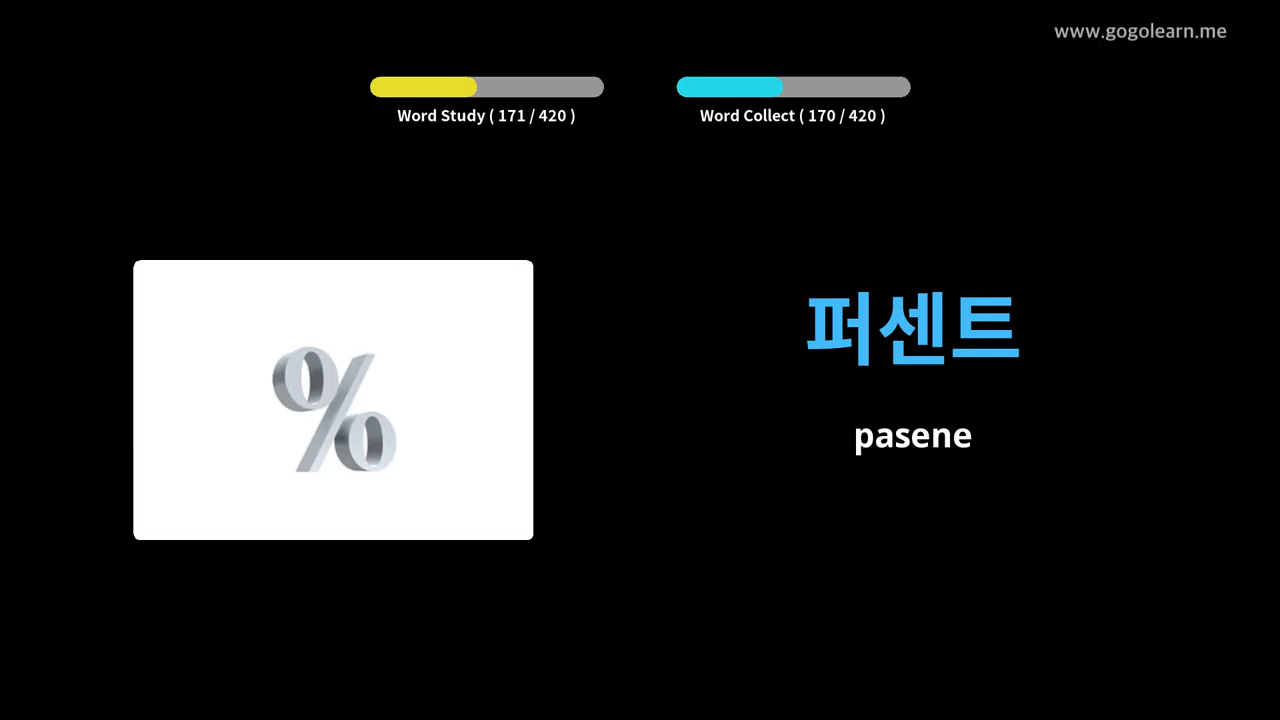 www.gogolearn.me
Word Study ( 171 / 420 )
Word Collect ( 170 / 420 )
%
퍼센트
pasene